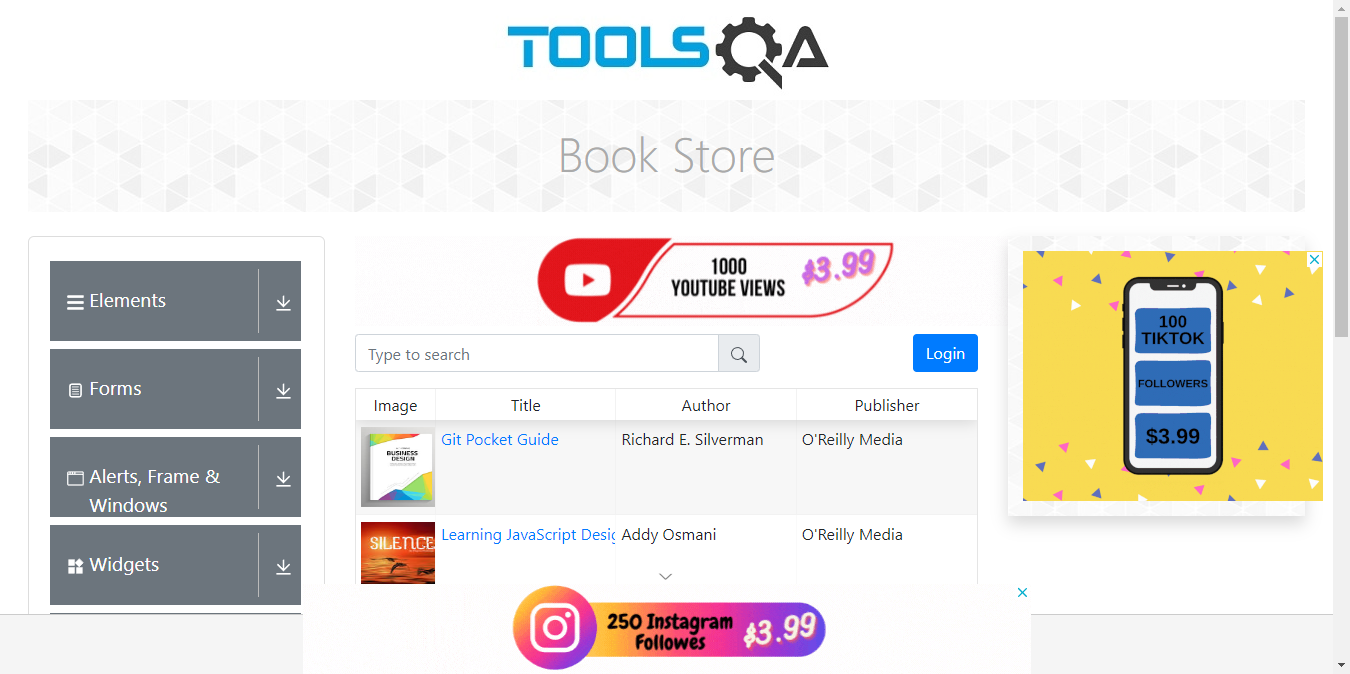 TOOLSQA
Book Store
Elements
Forms
Alerts, Frame &
Windows
Widgets
1000
YOUTUBE VIEWS
$3.99
Type to search
Login
Image Title Author Publisher
BUSINESS
DESIGN
Git Pocket Guide Richard E. Silverman O'Reilly Media
SILENCE
Learning JavaScript Desig Addy Osmani O'Reilly Media
100
TIKTOK
FOLLOWERS
$3.99
250 Instagram
Followes
$3.99